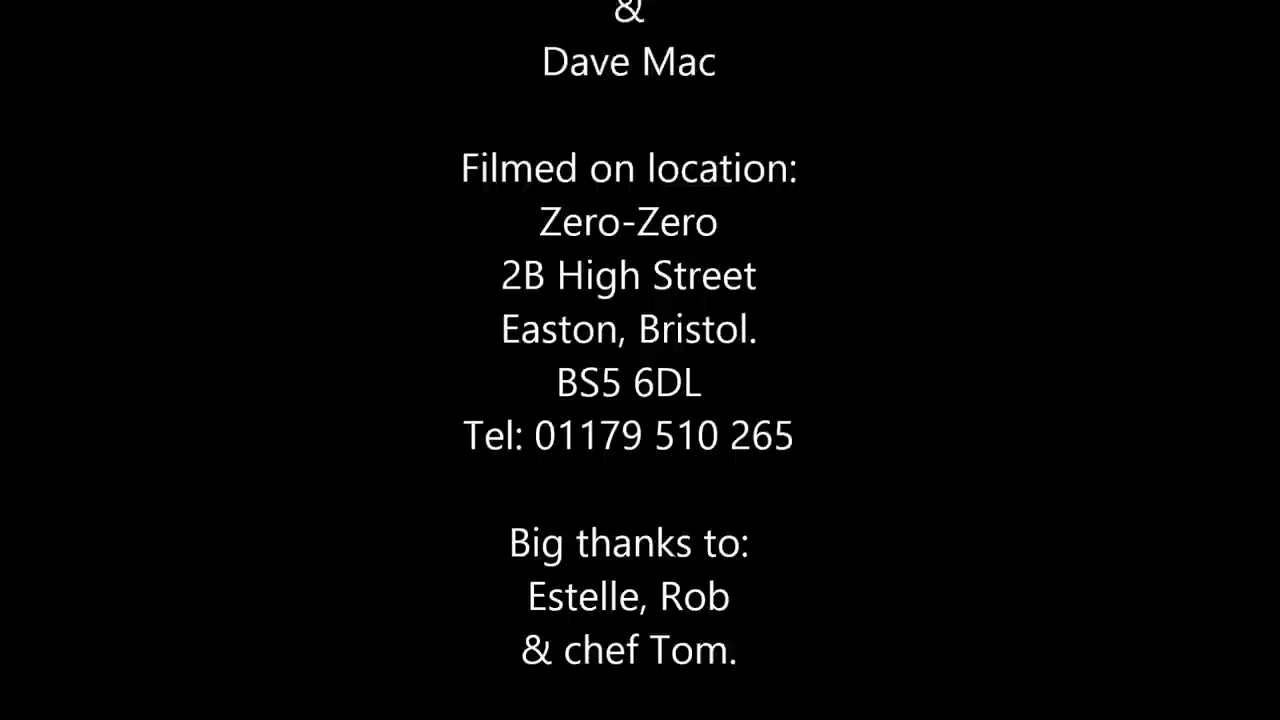 &
Dave Mac
Filmed on location:
Zero-Zero
2B High Street
Easton, Bristol.
BS5 6DL
Tel: 01179 510 265
Big thanks to:
Estelle, Rob
& chef Tom.